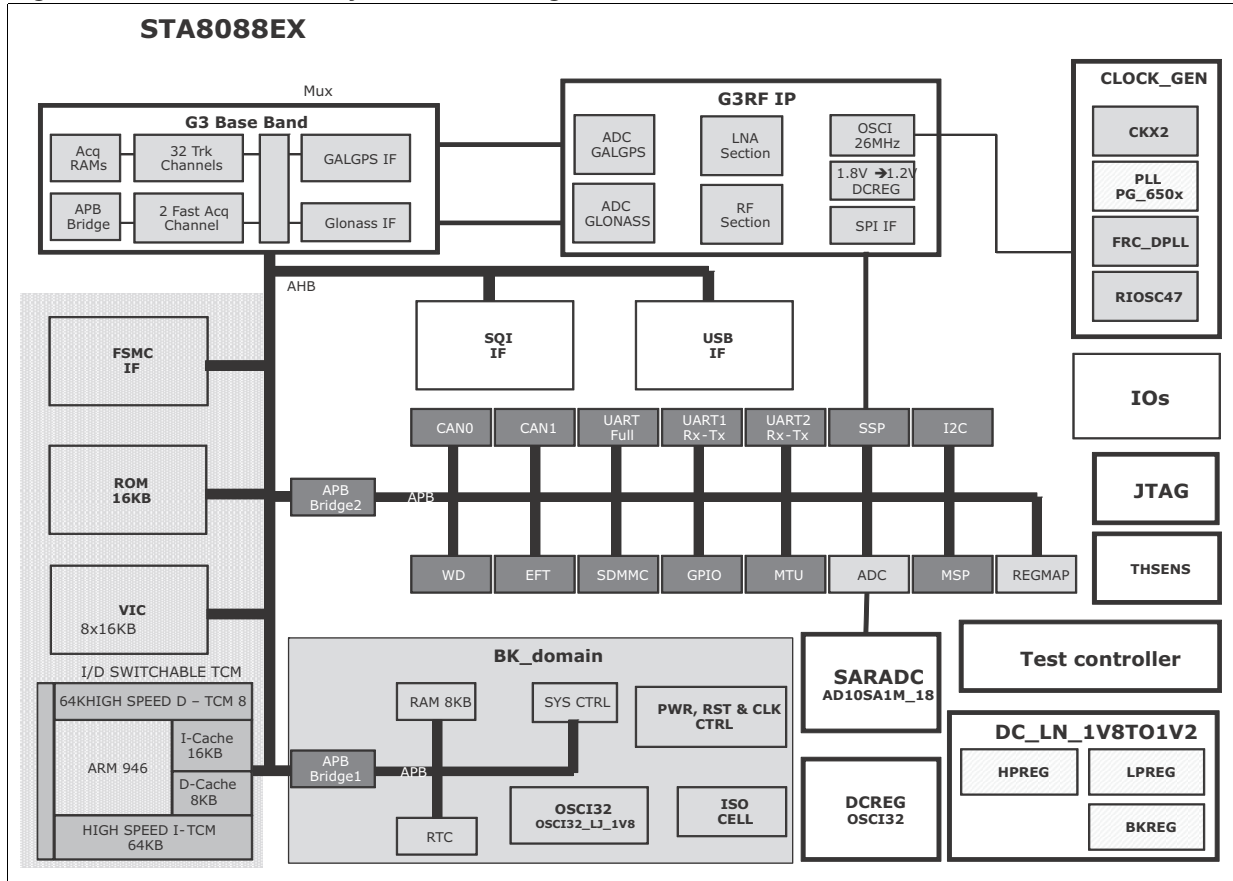 STA8088EX
Mux
G3 Base Band
Acq
RAMs
32 Trk
Channels
GALGPS IF
APB
Bridge
2 Fast Acq
Channel
Glonass IF
G3RF IP
ADC
GALGPS
LNA
Section
OSCI
26MHz
1.8V ➔1.2V
DCREG
ADC
GLONASS
RF
Section
SPI IF
CLOCK_GEN
CKX2
PLL
PG_650x
FRC_DPLL
RIOSC47
AHB
FSMC
IF
SQI
IF
USB
IF
IOs
CAN0
CAN1
UART
Full
UART1
Rx-Tx
UART2
Rx-Tx
SSP
I2C
ROM
16KB
APB
Bridge2
APB
JTAG
WD
EFT
SDMMC
GPIO
MTU
ADC
MSP
REGMAP
THSENS
VIC
8x16KB
I/D SWITCHABLE TCM
64KHIGH SPEED D – TCM 8
ARM 946
I-Cache
16KB
D-Cache
8KB
HIGH SPEED I-TCM
64KB
BK_domain
RAM 8KB
SYS CTRL
PWR, RST & CLK
CTRL
APB
Bridge1
APB
RTC
OSCI32
OSCI32_LJ_1V8
ISO
CELL
SARADC
AD10SA1M_18
Test controller
DCREG
OSCI32
DC_LN_1V8TO1V2
HPREG
LPREG
BKREG